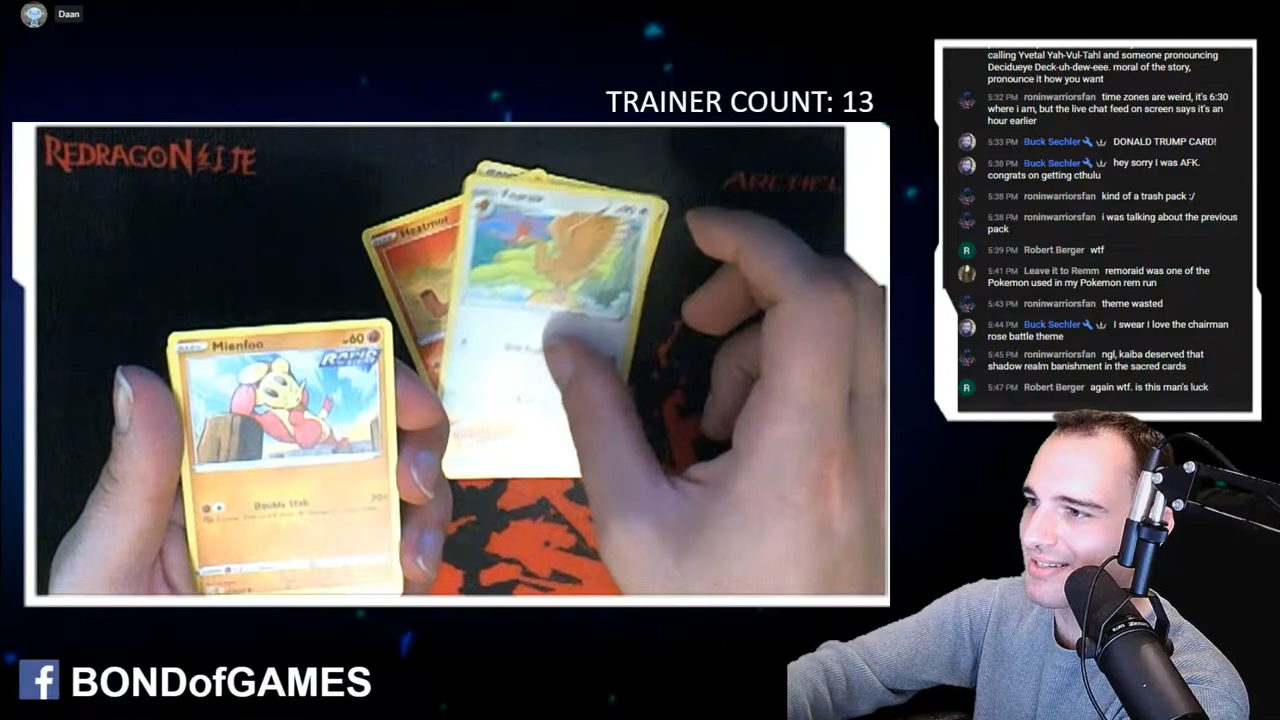 Daan
TRAINER COUNT: 13
REDRAGON
ARCHE
Heatmor
Fearow
Mienfoo
60
RAPID
Double Stab
30×
calling Yvetal Yah-Vul-Tahl and someone pronouncing
Decidueye Deck-uh-dew-eee. moral of the story,
pronounce it how you want
5:32 PM roninwarriorsfan time zones are weird, it's 6:30
where i am, but the live chat feed on screen says it's an
hour earlier
5:33 PM Buck Sechler DONALD TRUMP CARD!
5:38 PM Buck Sechler hey sorry I was AFK.
congrats on getting cthulu
5:38 PM roninwarriorsfan kind of a trash pack :/
5:38 PM roninwarriorsfan i was talking about the previous
pack
R 5:39 PM Robert Berger wtf
5:41 PM Leave it to Remm remoraid was one of the
Pokemon used in my Pokemon rem run
5:43 PM roninwarriorsfan theme wasted
5:44 PM Buck Sechler I swear I love the chairman
rose battle theme
5:45 PM roninwarriorsfan ngl, kaiba deserved that
shadow realm banishment in the sacred cards
R 5:47 PM Robert Berger again wtf. is this man's luck
f BONDofGAMES